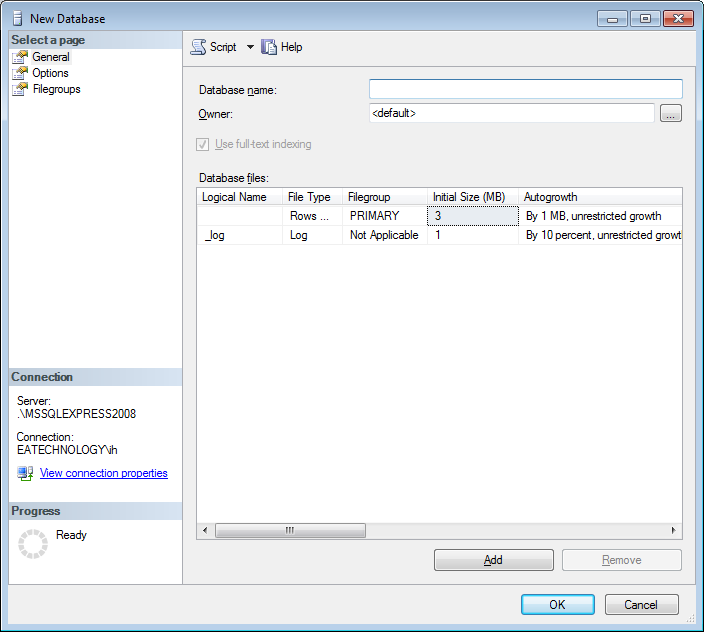 New Database
Select a page
General
Options
Filegroups
Script Help
Database name:
Owner: <default> ...
Use full-text indexing
Database files:
Logical Name File Type Filegroup Initial Size (MB) Autogrowth
Rows ... PRIMARY 3 By 1 MB, unrestricted growth
_log Log Not Applicable 1 By 10 percent, unrestricted growt
Connection
Server:
.\MSSQLEXPRESS2008
Connection:
EATECHNOLOGY\ih
View connection properties
Progress
Ready
Add Remove
OK Cancel